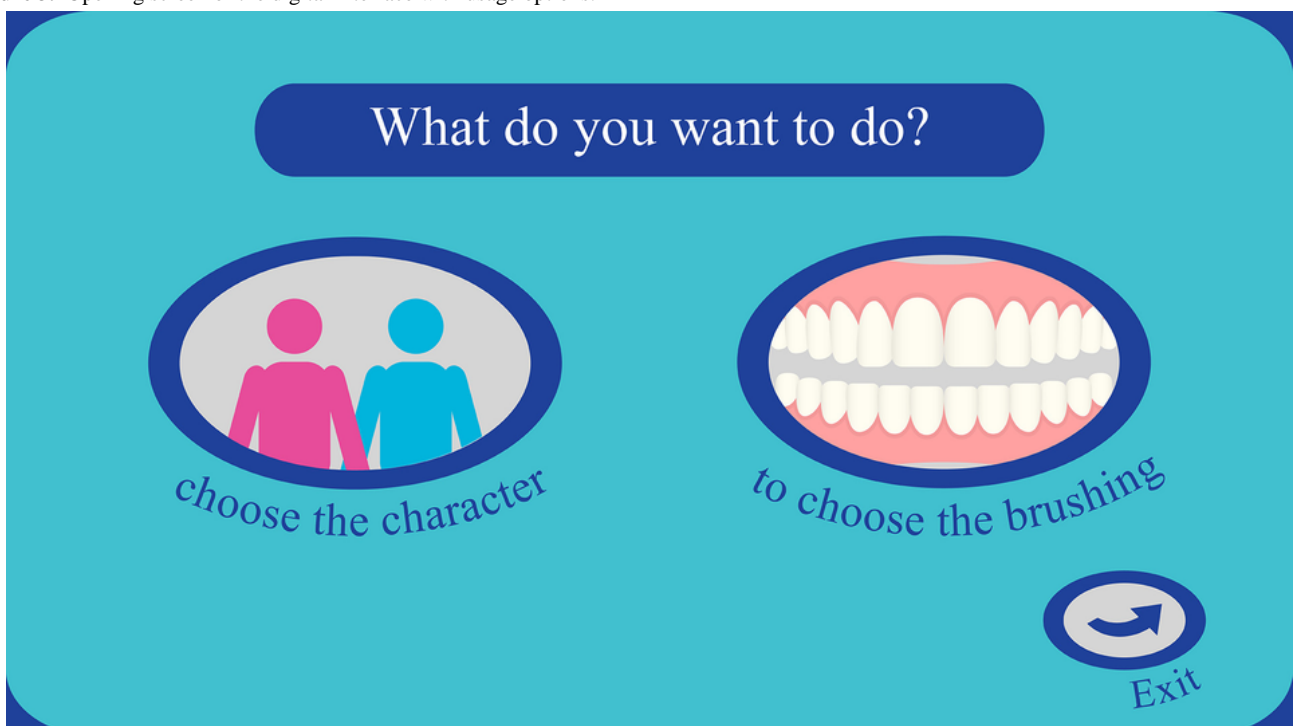 What do you want to do?
choose the character
to choose the brushing
Exit